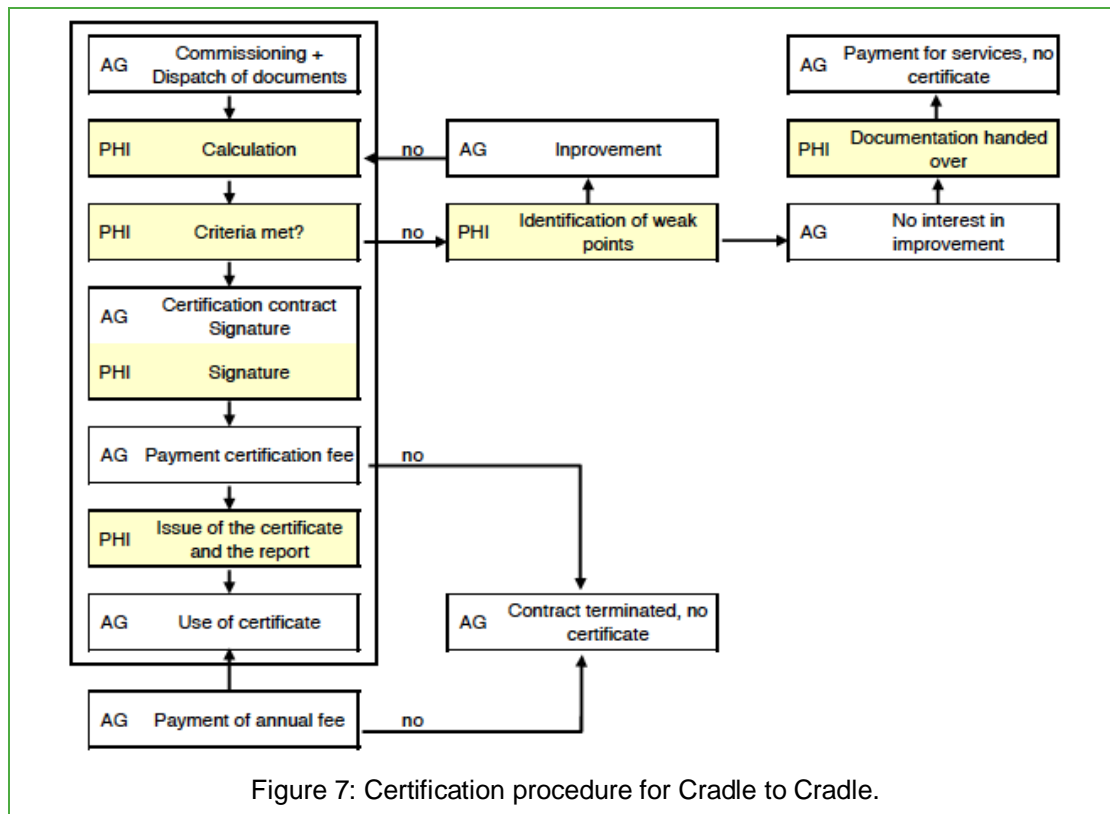 AG Commissioning +
Dispatch of documents
PHI Calculation
PHI Criteria met?
AG Certification contract
Signature
PHI Signature
AG Payment certification fee
PHI Issue of the certificate
and the report
AG Use of certificate
AG Payment of annual fee
no
AG Inprovement
no
PHI Identification of weak
points
AG Payment for services, no
certificate
PHI Documentation handed
over
AG No interest in
improvement
no
AG Contract terminated, no
certificate
no
Figure 7: Certification procedure for Cradle to Cradle.